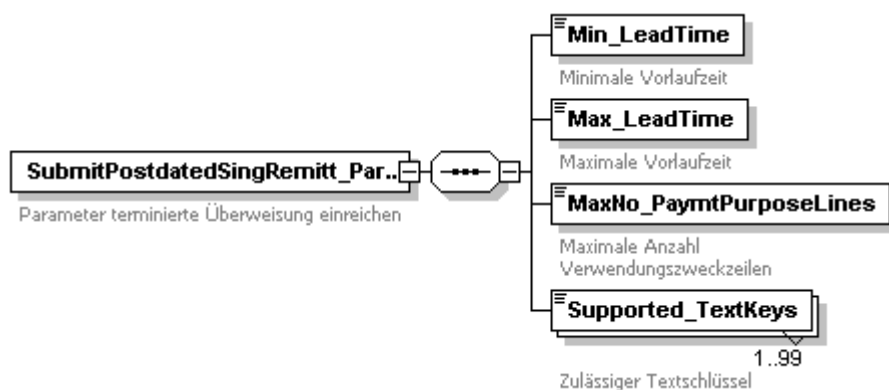 Min_LeadTime
Minimale Vorlaufzeit
Max_LeadTime
Maximale Vorlaufzeit
SubmitPostdatedSingRemitt_Par..
Parameter terminierte Überweisung einreichen
MaxNo_PaymtPurposeLines
Maximale Anzahl
Verwendungszweckzeilen
Supported_TextKeys
1..99
Zulässiger Textschlüssel